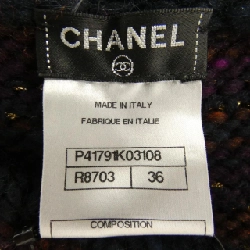 CHANEL
MADE IN ITALY
FABRIQUE EN ITALIE
P41791K03108
R8703 36
COMPOSITION